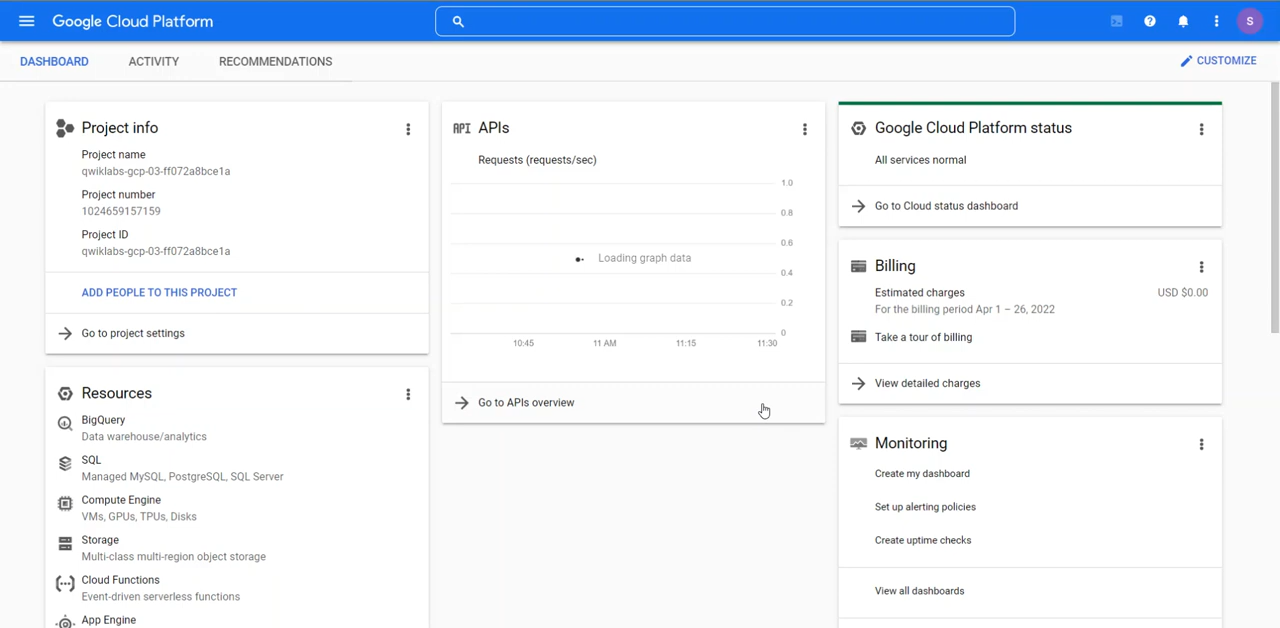 Google Cloud Platform
S
DASHBOARD
ACTIVITY
RECOMMENDATIONS
CUSTOMIZE
Project info
Project name
qwiklabs-gcp-03-ff072a8bce1a
Project number
1024659157159
Project ID
qwiklabs-gcp-03-ff072a8bce1a
ADD PEOPLE TO THIS PROJECT
Go to project settings
Resources
BigQuery
Data warehouse/analytics
SQL
Managed MySQL, PostgreSQL, SQL Server
Compute Engine
VMs, GPUs, TPUs, Disks
Storage
Multi-class multi-region object storage
Cloud Functions
Event-driven serverless functions
App Engine
API APIs
Requests (requests/sec)
1.0
0.8
0.6
Loading graph data
0.4
0.2
0
10:45
11 AM
11:15
11:30
Go to APIs overview
Google Cloud Platform status
All services normal
Go to Cloud status dashboard
Billing
Estimated charges
USD $0.00
For the billing period Apr 1 – 26, 2022
Take a tour of billing
View detailed charges
Monitoring
Create my dashboard
Set up alerting policies
Create uptime checks
View all dashboards